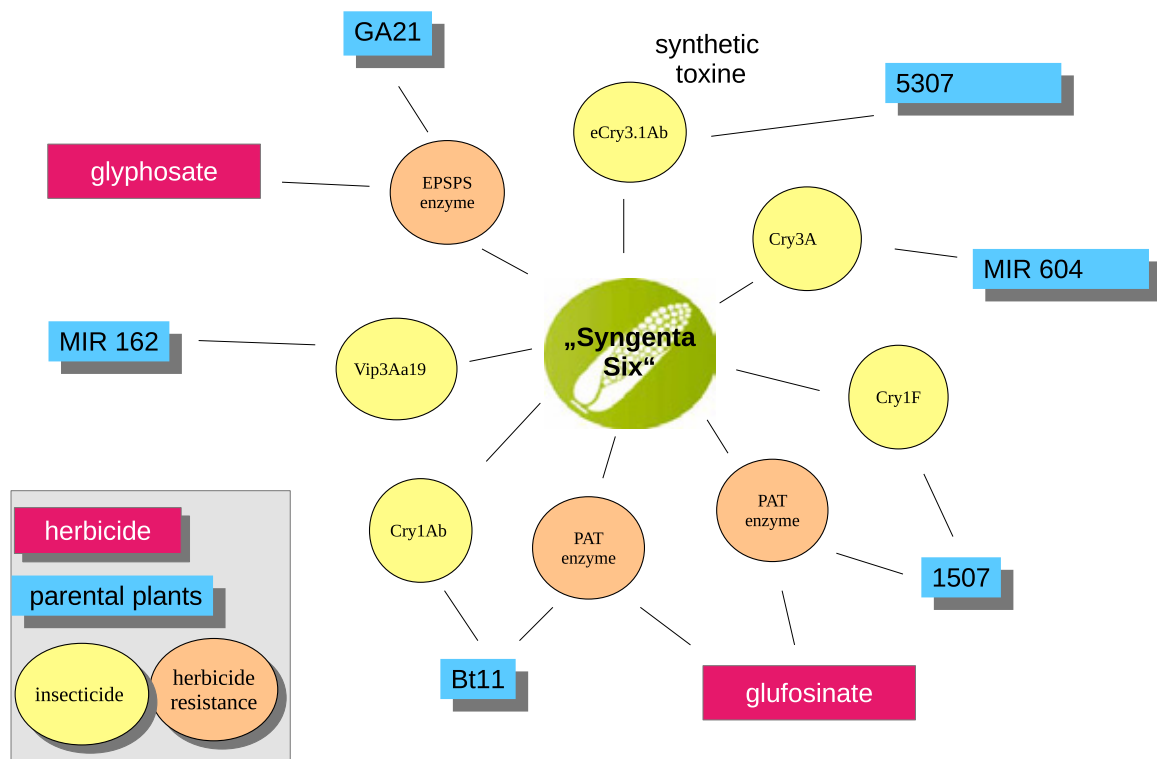 GA21
synthetic
toxine
5307
eCry3.1Ab
glyphosate
EPSPS
enzyme
Cry3A
MIR 604
MIR 162
Vip3Aa19
„Syngenta
Six“
Cry1F
Cry1Ab
PAT
enzyme
PAT
enzyme
1507
Bt11
glufosinate
herbicide
parental plants
insecticide
herbicide
resistance